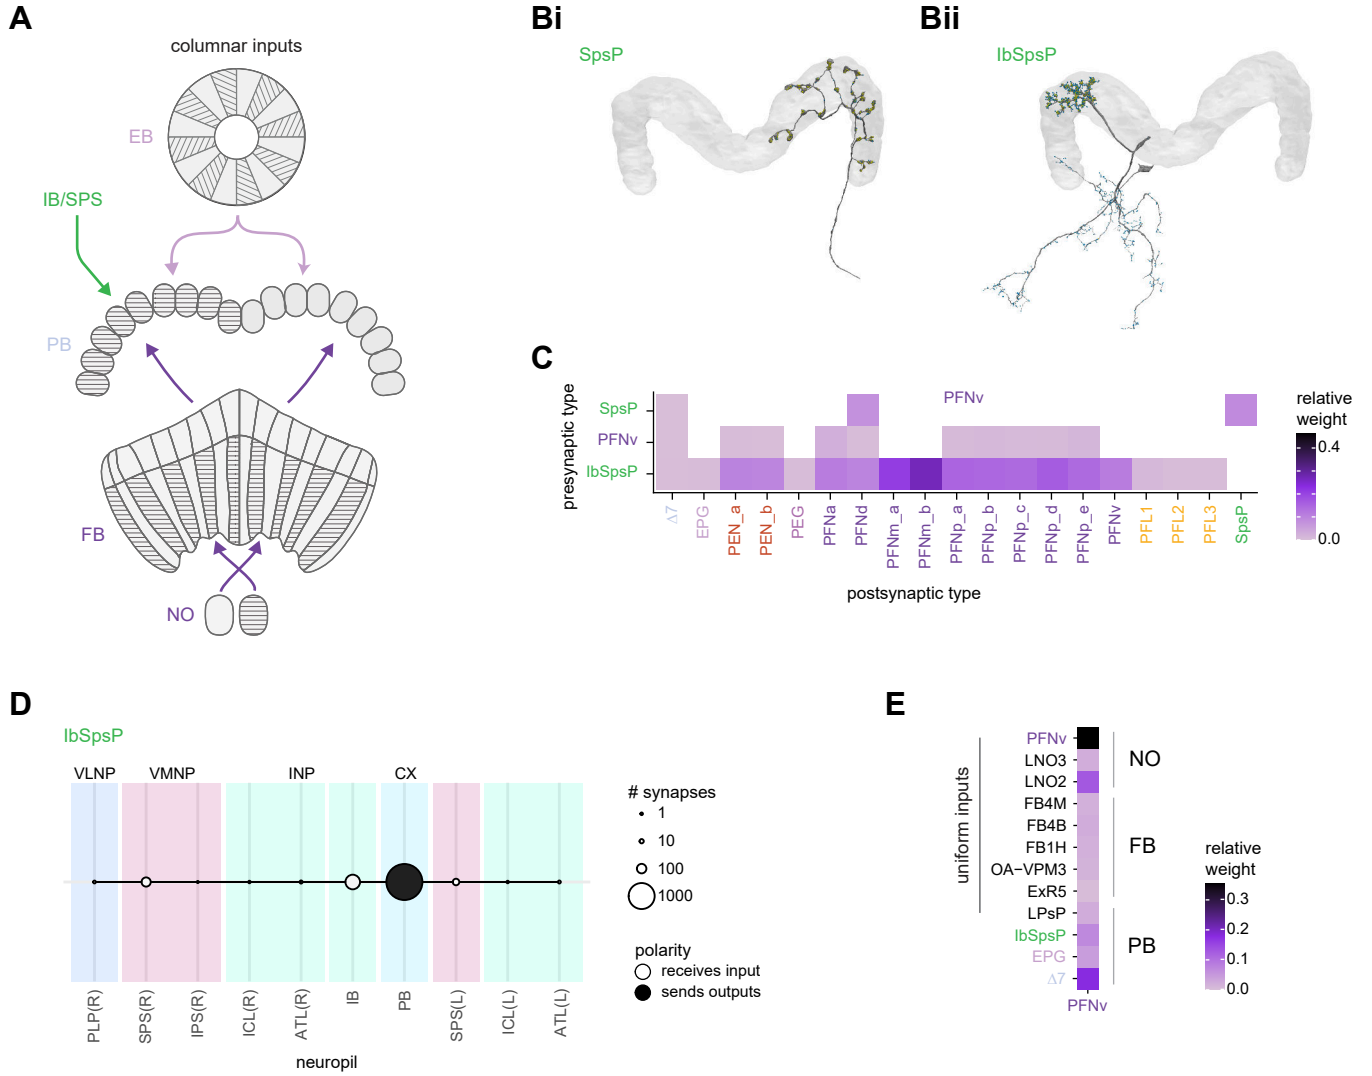 A
columnar inputs
EB
IB/SPS
PB
FB
NO
Bi
SpsP
Bii
IbSpsP
C
presynaptic type
SpsP
PFNv
IbSpsP
PFNv
Δ7
EPG
PEN_a
PEN_b
PEG
PFNa
PFNd
PFNm_a
PFNm_b
PFNp_a
PFNp_b
PFNp_c
PFNp_d
PFNp_e
PFNv
PFL1
PFL2
PFL3
SpsP
postsynaptic type
relative
weight
0.4
0.0
D
IbSpsP
VLNP
VMNP
INP
CX
PLP(R)
SPS(R)
IPS(R)
ICL(R)
ATL(R)
IB
PB
SPS(L)
ICL(L)
ATL(L)
neuropil
# synapses
1
10
100
1000
polarity
receives input
sends outputs
E
uniform inputs
PFNv
LNO3
LNO2
FB4M
FB4B
FB1H
OA−VPM3
ExR5
LPsP
IbSpsP
EPG
Δ7
NO
FB
PB
PFNv
relative
weight
0.3
0.2
0.1
0.0